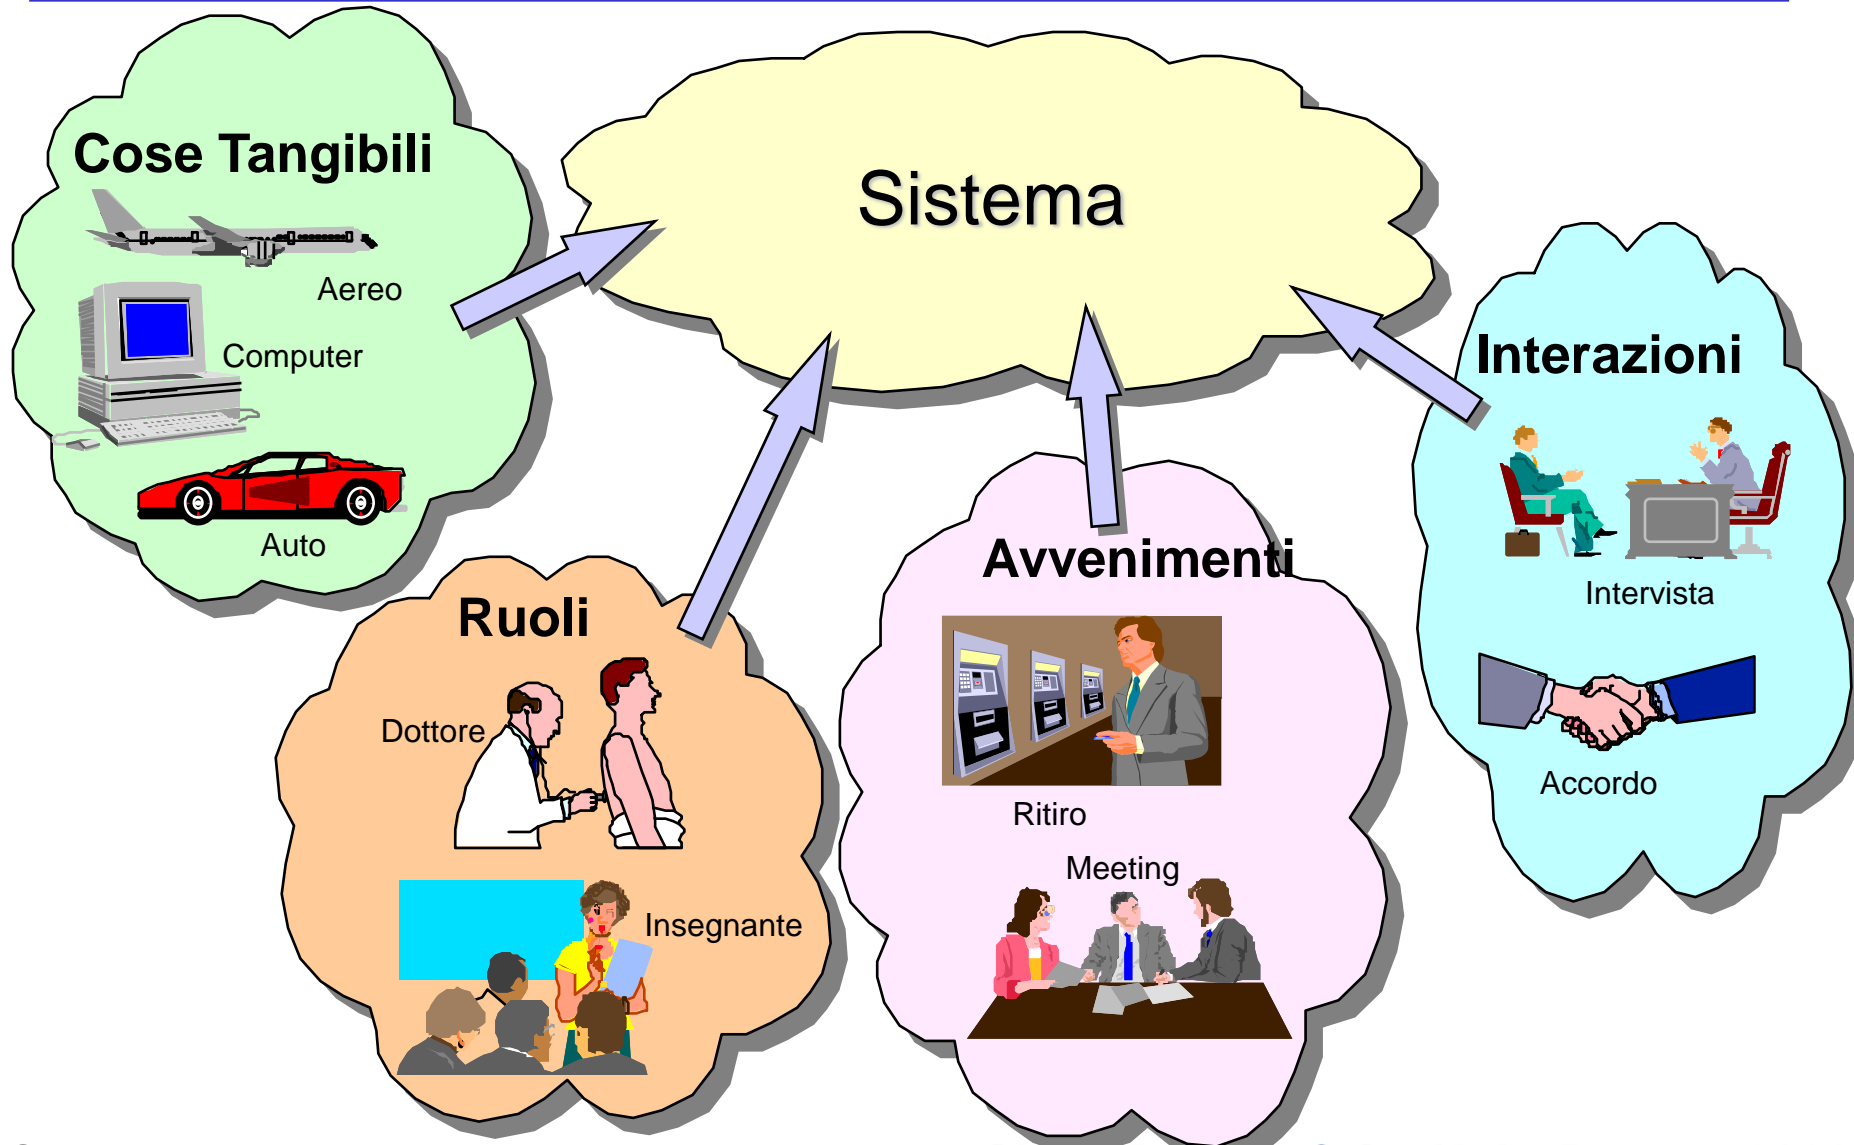 Cose Tangibili
Aereo
Computer
Auto
Sistema
Ruoli
Dottore
Insegnante
Avvenimenti
Ritiro
Meeting
Interazioni
Intervista
Accordo